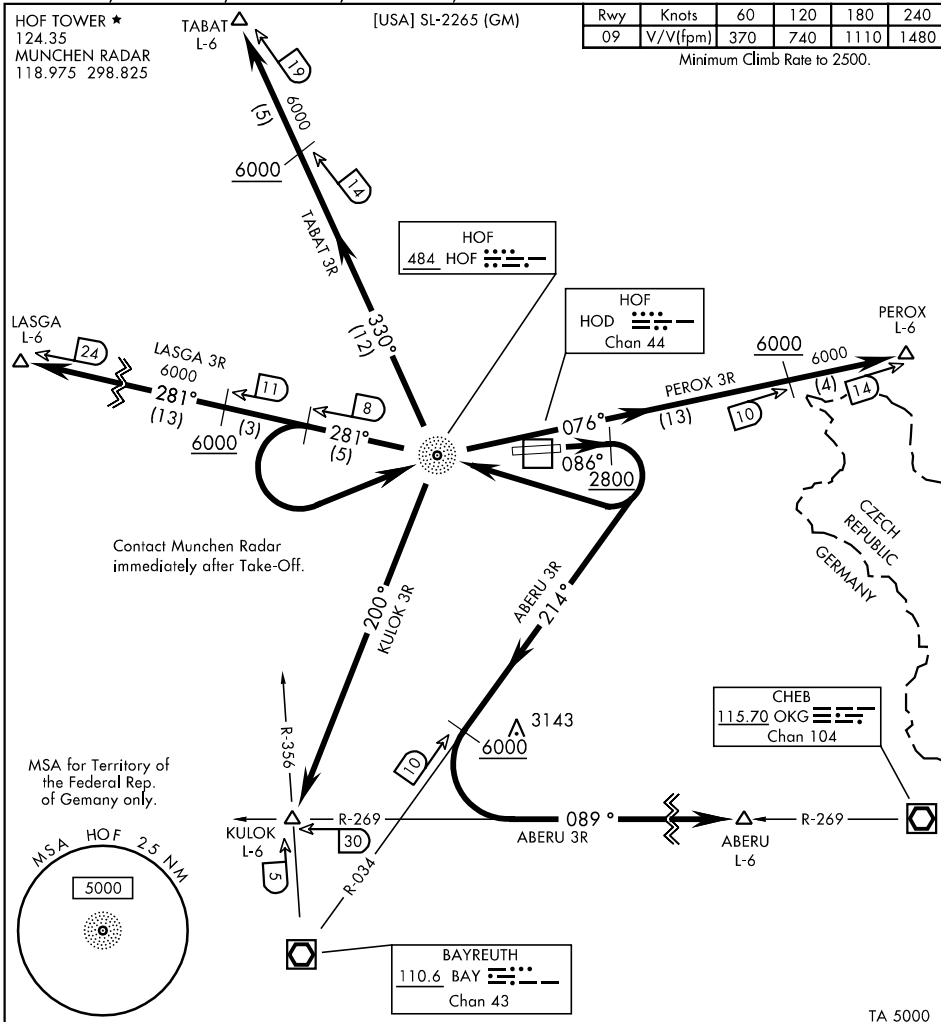 HOF TOWER ★
124.35
MUNCHEN RADAR
118.975 298.825
[USA] SL-2265 (GM)
Rwy Knots 60 120 180 240
09 V/V(fpm) 370 740 1110 1480
Minimum Climb Rate to 2500.
TABAT
L-6
19
6000
(5)
6000
14
TABAT 3R
330°
(12)
HOF
484 HOF
HOF
HOD
Chan 44
LASGA
L-6
24
LASGA 3R
6000
281°
(13)
11
6000
(3)
8
281°
(5)
PEROX
L-6
6000
6000
(4)
14
PEROX 3R
10
076°
(13)
086°
2800
Contact Munchen Radar
immediately after Take-Off.
CZECH
REPUBLIC
GERMANY
200°
KULOK 3R
ABERU 3R
214°
3143
6000
10
CHEB
115.70 OKG
Chan 104
R-356
MSA for Territory of
the Federal Rep.
of Gemany only.
MSA HOF 25 NM
5000
KULOK
L-6
R-269
30
5
R-034
089 °
ABERU 3R
ABERU
L-6
R-269
BAYREUTH
110.6 BAY
Chan 43
TA 5000